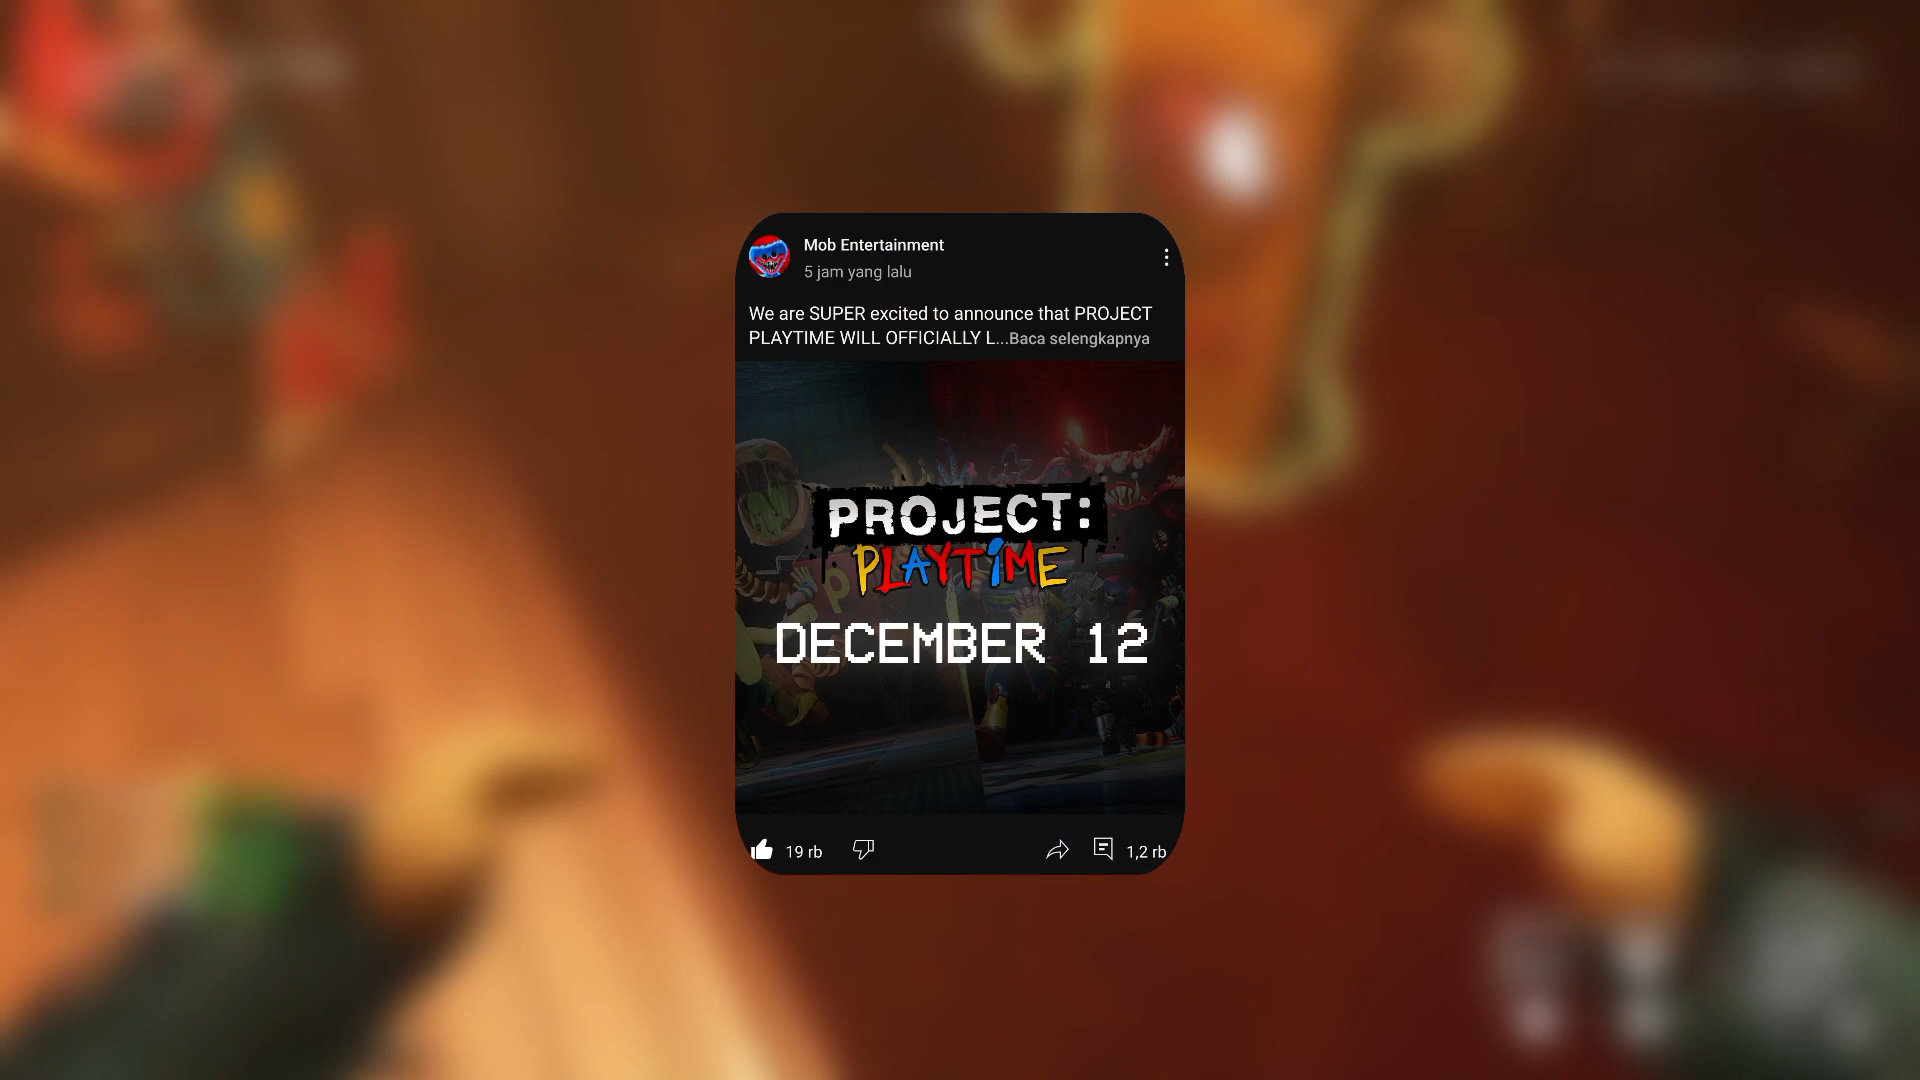 Mob Entertainment
5 jam yang lalu
We are SUPER excited to announce that PROJECT
PLAYTIME WILL OFFICIALLY L...Baca selengkapnya
PROJECT:
PLAYTIME
DECEMBER 12
19 rb
1,2 rb